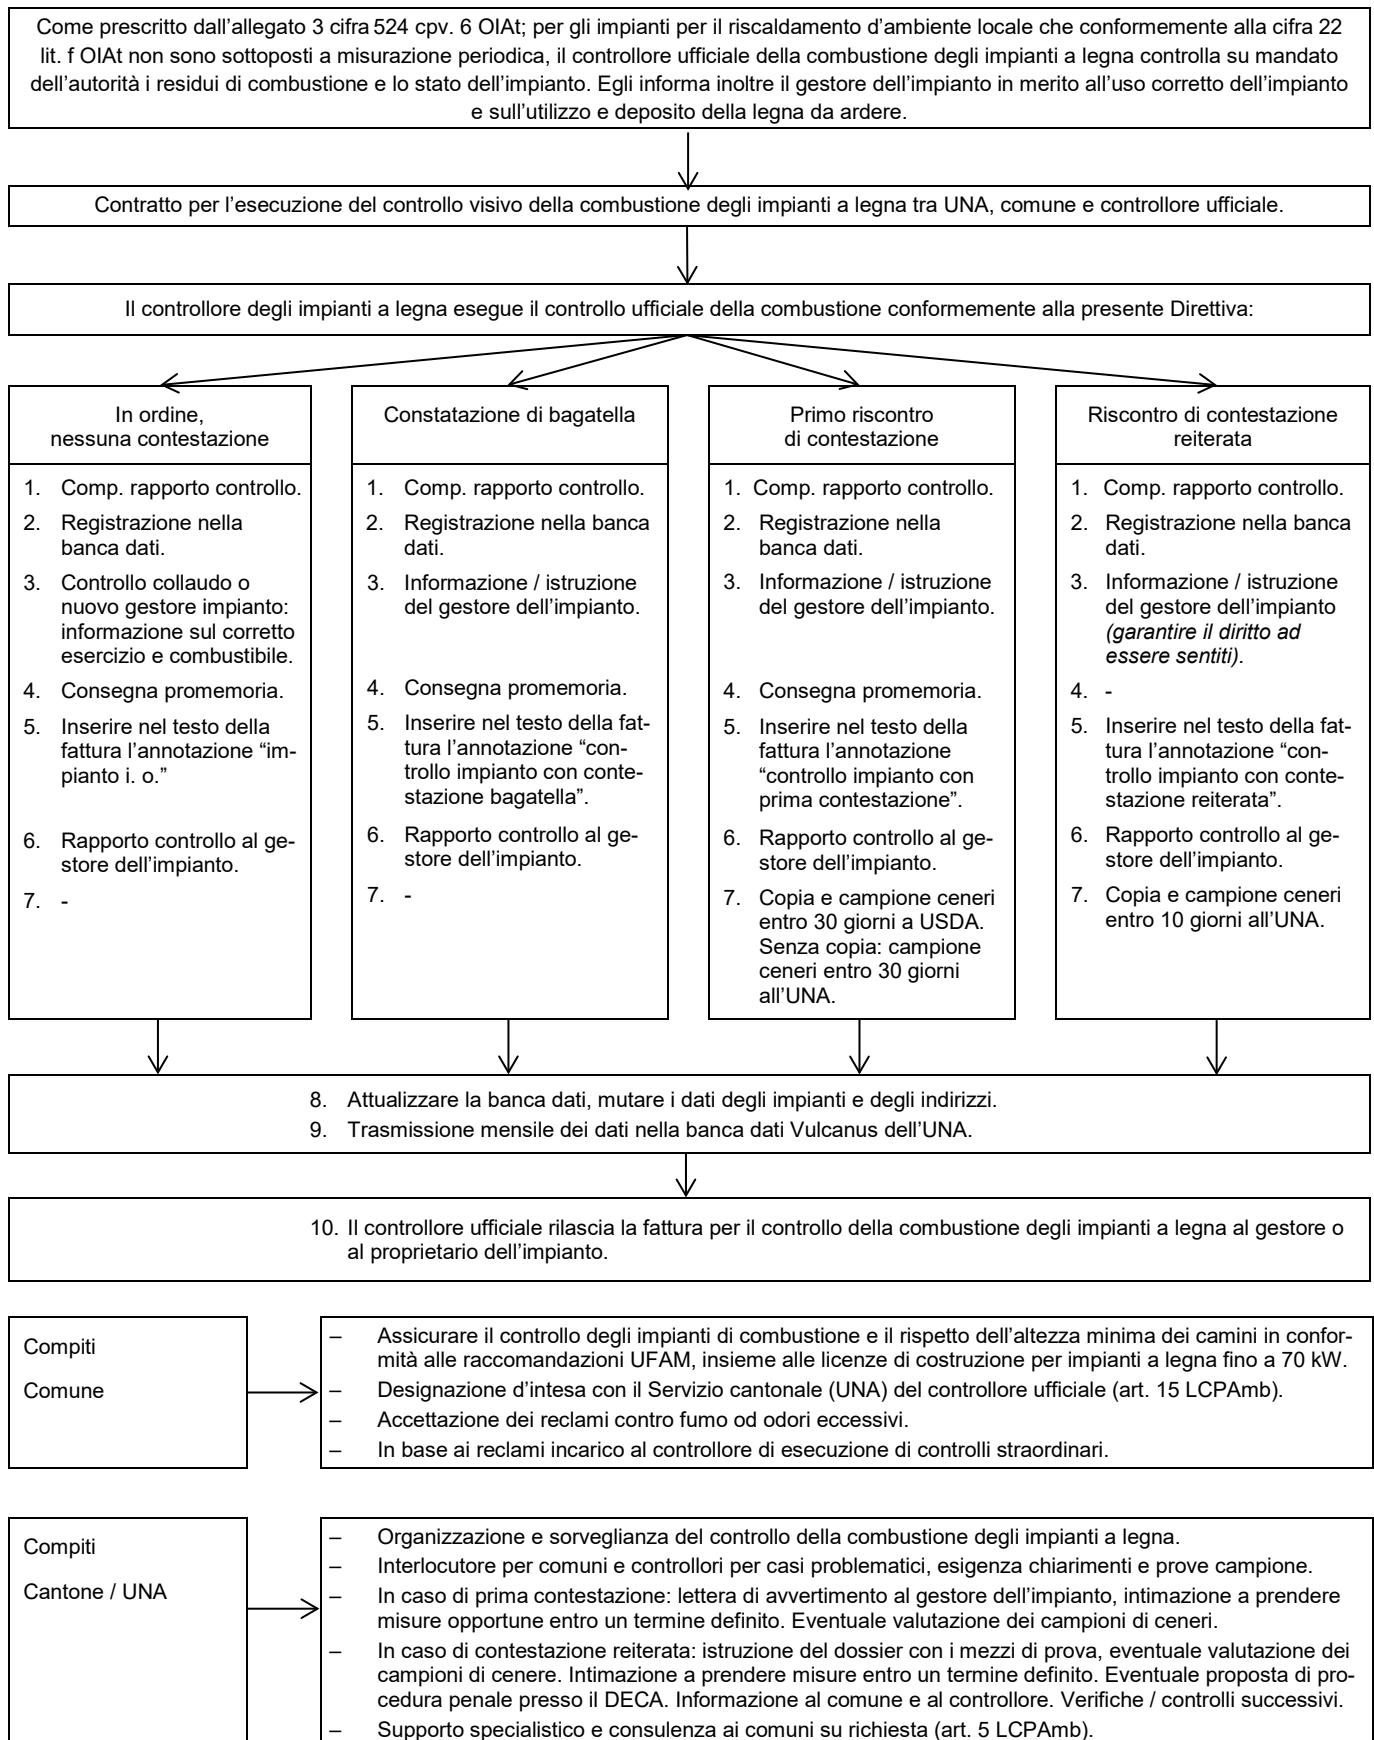 Come prescritto dall’allegato 3 cifra 524 cpv. 6 OIAt; per gli impianti per il riscaldamento d’ambiente locale che conformemente alla cifra 22
lit. f OIAt non sono sottoposti a misurazione periodica, il controllore ufficiale della combustione degli impianti a legna controlla su mandato
dell’autorità i residui di combustione e lo stato dell’impianto. Egli informa inoltre il gestore dell’impianto in merito all’uso corretto dell’impianto
e sull’utilizzo e deposito della legna da ardere.
Contratto per l’esecuzione del controllo visivo della combustione degli impianti a legna tra UNA, comune e controllore ufficiale.
Il controllore degli impianti a legna esegue il controllo ufficiale della combustione conformemente alla presente Direttiva:
In ordine,
nessuna contestazione
1. Comp. rapporto controllo.
2. Registrazione nella
banca dati.
3. Controllo collaudo o
nuovo gestore impianto:
informazione sul corretto
esercizio e combustibile.
4. Consegna promemoria.
5. Inserire nel testo della
fattura l’annotazione “im-
pianto i. o.”
6. Rapporto controllo al ge-
store dell’impianto.
7. -
Constatazione di bagatella
1. Comp. rapporto controllo.
2. Registrazione nella banca
dati.
3. Informazione / istruzione
del gestore dell’impianto.
4. Consegna promemoria.
5. Inserire nel testo della fat-
tura l’annotazione “con-
trollo impianto con conte-
stazione bagatella”.
6. Rapporto controllo al ge-
store dell’impianto.
7. -
Primo riscontro
di contestazione
1. Comp. rapporto controllo.
2. Registrazione nella
banca dati.
3. Informazione / istruzione
del gestore dell’impianto.
4. Consegna promemoria.
5. Inserire nel testo della
fattura l’annotazione
“controllo impianto con
prima contestazione”.
6. Rapporto controllo al ge-
store dell’impianto.
7. Copia e campione ceneri
entro 30 giorni a USDA.
Senza copia: campione
ceneri entro 30 giorni
all’UNA.
Riscontro di contestazione
reiterata
1. Comp. rapporto controllo.
2. Registrazione nella banca
dati.
3. Informazione / istruzione
del gestore dell’impianto
(garantire il diritto ad
essere sentiti).
4. -
5. Inserire nel testo della fat-
tura l’annotazione “con-
trollo impianto con conte-
stazione reiterata”.
6. Rapporto controllo al ge-
store dell’impianto.
7. Copia e campione ceneri
entro 10 giorni all’UNA.
8. Attualizzare la banca dati, mutare i dati degli impianti e degli indirizzi.
9. Trasmissione mensile dei dati nella banca dati Vulcanus dell’UNA.
10. Il controllore ufficiale rilascia la fattura per il controllo della combustione degli impianti a legna al gestore o
al proprietario dell’impianto.
Compiti
Comune
– Assicurare il controllo degli impianti di combustione e il rispetto dell’altezza minima dei camini in confor-
mità alle raccomandazioni UFAM, insieme alle licenze di costruzione per impianti a legna fino a 70 kW.
– Designazione d’intesa con il Servizio cantonale (UNA) del controllore ufficiale (art. 15 LCPAmb).
– Accettazione dei reclami contro fumo od odori eccessivi.
– In base ai reclami incarico al controllore di esecuzione di controlli straordinari.
Compiti
Cantone / UNA
– Organizzazione e sorveglianza del controllo della combustione degli impianti a legna.
– Interlocutore per comuni e controllori per casi problematici, esigenza chiarimenti e prove campione.
– In caso di prima contestazione: lettera di avvertimento al gestore dell’impianto, intimazione a prendere
misure opportune entro un termine definito. Eventuale valutazione dei campioni di ceneri.
– In caso di contestazione reiterata: istruzione del dossier con i mezzi di prova, eventuale valutazione dei
campioni di cenere. Intimazione a prendere misure entro un termine definito. Eventuale proposta di pro-
cedura penale presso il DECA. Informazione al comune e al controllore. Verifiche / controlli successivi.
– Supporto specialistico e consulenza ai comuni su richiesta (art. 5 LCPAmb).